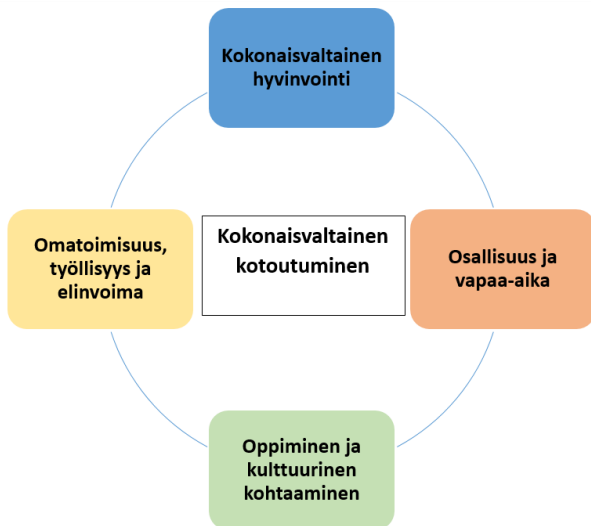 Kokonaisvaltainen
hyvinvointi
Omatoimisuus,
työllisyys ja
elinvoima
Kokonaisvaltainen
kotoutuminen
Osallisuus ja
vapaa-aika
Oppiminen ja
kulttuurinen
kohtaaminen